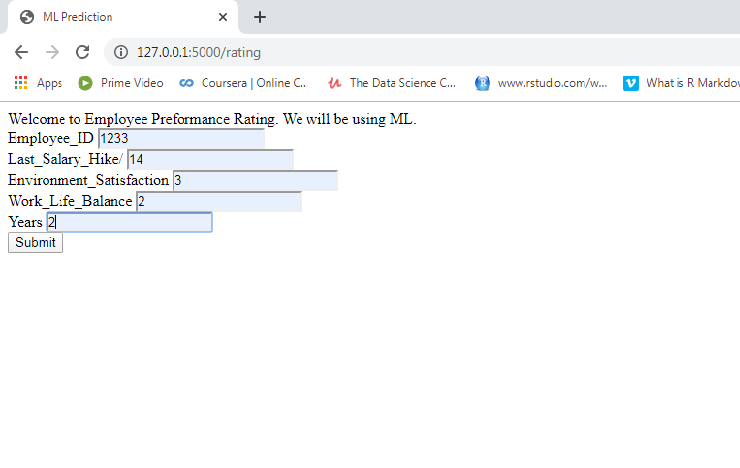 ML Prediction
127.0.0.1:5000/rating
Apps Prime Video Coursera | Online C... The Data Science C... www.rstudo.com/w... What is R Markdov
Welcome to Employee Preformance Rating. We will be using ML.
Employee_ID 1233
Last_Salary_Hike/ 14
Environment_Satisfaction 3
Work_Life_Balance 2
Years 2
Submit